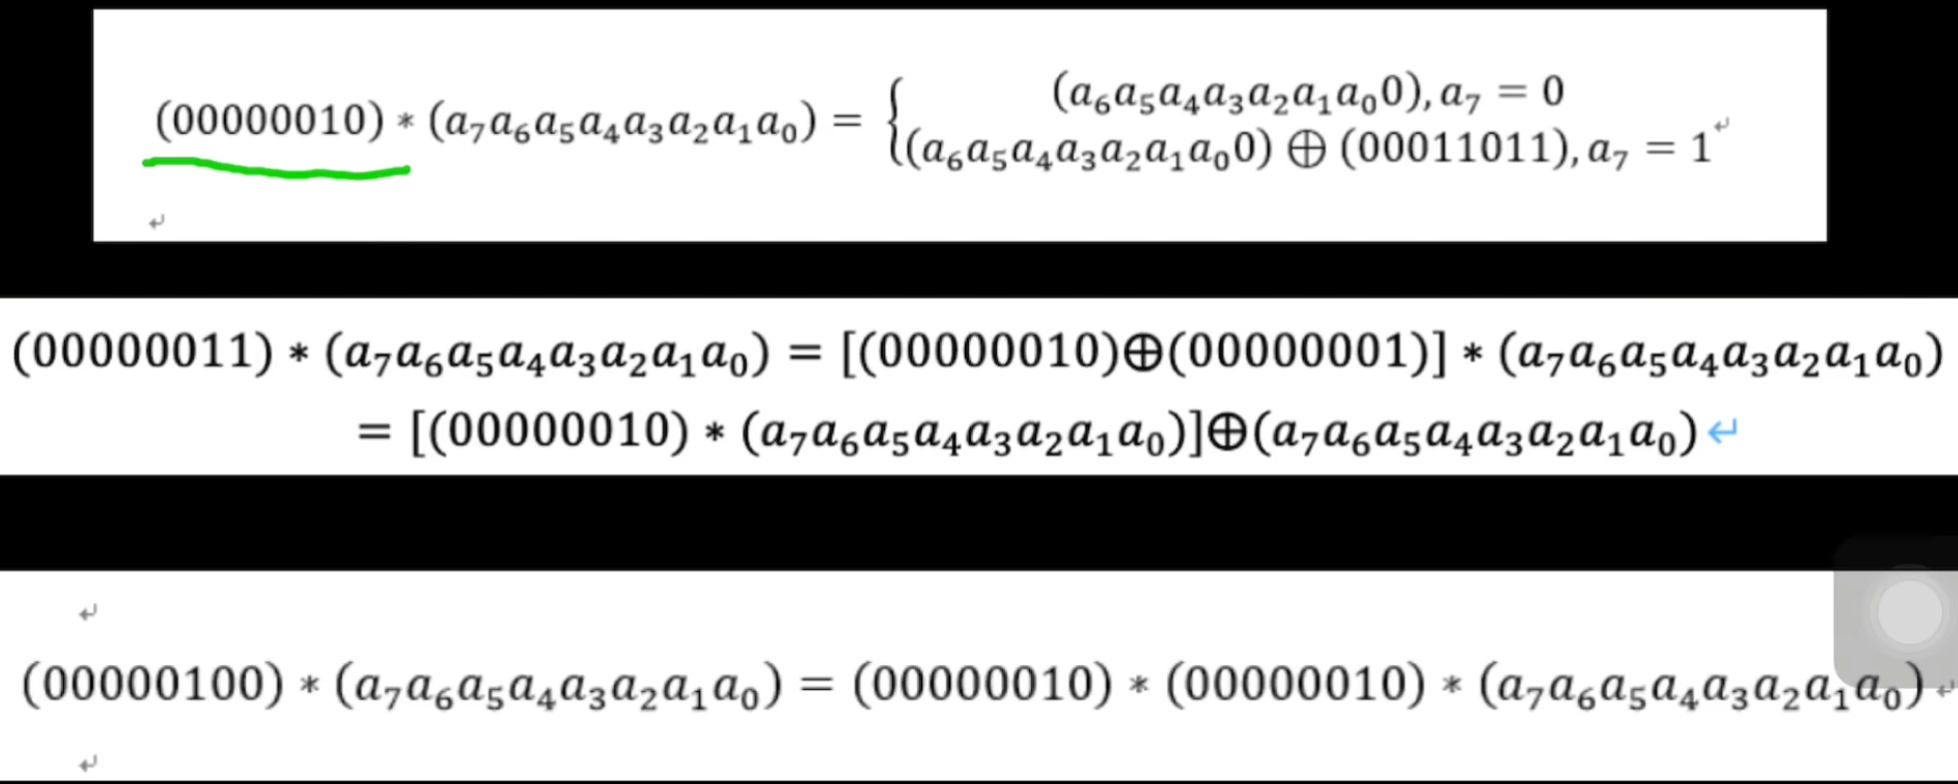 (00000010) * (a₇a₆a₅a₄a₃a₂a₁a₀) = { (a₆a₅a₄a₃a₂a₁a₀0), a₇ = 0
(a₆a₅a₄a₃a₂a₁a₀0) ⊕ (00011011), a₇ = 1
(00000011) * (a₇a₆a₅a₄a₃a₂a₁a₀) = [(00000010)⊕(00000001)] * (a₇a₆a₅a₄a₃a₂a₁a₀)
= [(00000010) * (a₇a₆a₅a₄a₃a₂a₁a₀)]⊕(a₇a₆a₅a₄a₃a₂a₁a₀)
(00000100) * (a₇a₆a₅a₄a₃a₂a₁a₀) = (00000010) * (00000010) * (a₇a₆a₅a₄a₃a₂a₁a₀)